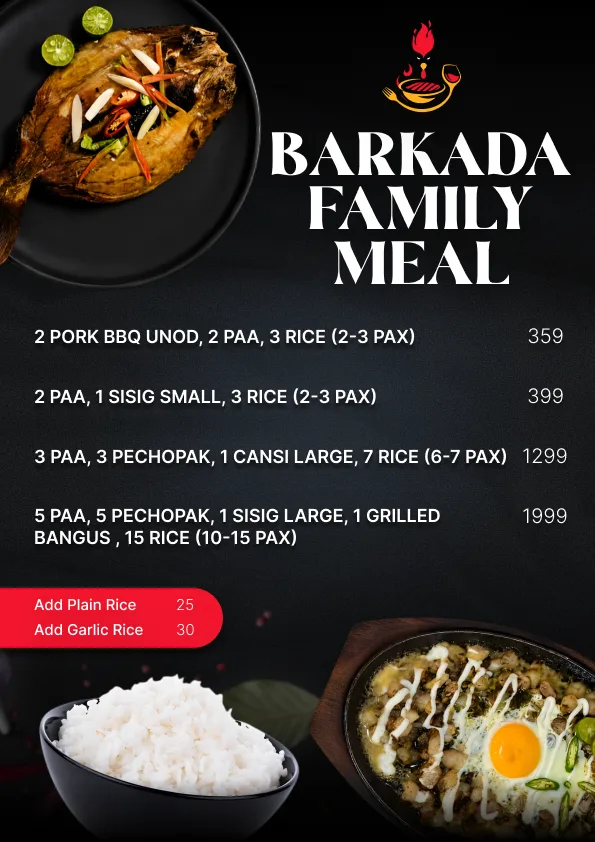 BARKADA
FAMILY
MEAL
2 PORK BBQ UNOD, 2 PAA, 3 RICE (2-3 PAX) 359
2 PAA, 1 SISIG SMALL, 3 RICE (2-3 PAX) 399
3 PAA, 3 PECHOPAK, 1 CANSI LARGE, 7 RICE (6-7 PAX) 1299
5 PAA, 5 PECHOPAK, 1 SISIG LARGE, 1 GRILLED 1999
BANGUS , 15 RICE (10-15 PAX)
Add Plain Rice 25
Add Garlic Rice 30